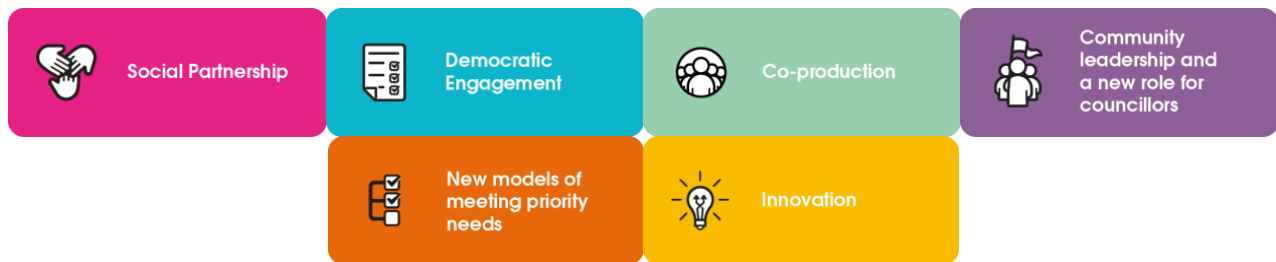 Social Partnership
Democratic
Engagement
Co-production
Community
leadership and
a new role for
councillors
New models of
meeting priority
needs
Innovation